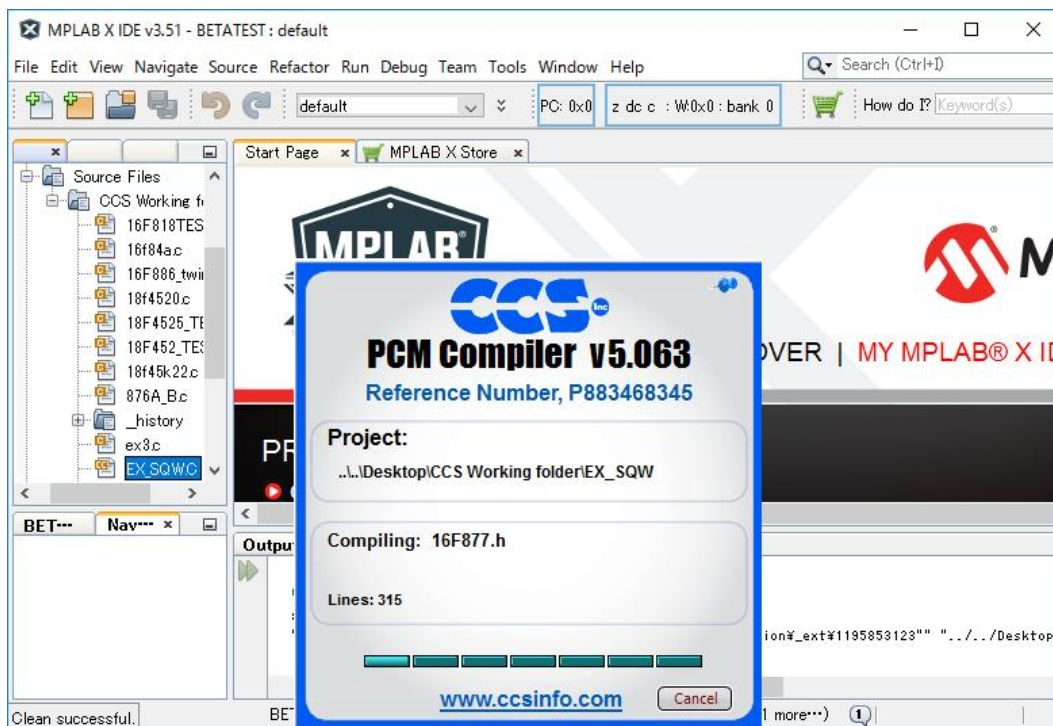 MPLAB X IDE v3.51 - BETATEST : default
File Edit View Navigate Source Refactor Run Debug Team Tools Window Help
Search (Ctrl+I)
default
PC: 0x0
z dc c : W:0x0 : bank 0
How do I?
Keyword(s)
Source Files
CCS Working f
16F818TES
16f84a.c
16F886_twi
18f4520.c
18F4525_TE
18F452_TES
18f45k22.c
876A_B.c
_history
ex3.c
EX_SQW.C
BET…
Nav…
Start Page
MPLAB X Store
MPLAB
M
OVER | MY MPLAB® X ID
PR
CCS Inc
PCM Compiler v5.063
Reference Number, P883468345
Project:
..\..\Desktop\CCS Working folder\EX_SQW
Compiling: 16F877.h
Lines: 315
www.ccsinfo.com
Cancel
Outpu
ion¥_ext¥1195853123"" "../../Desktop
Clean successful.
BE
1 more…)
1